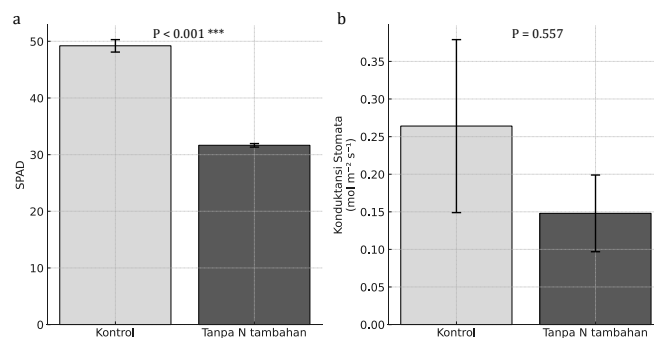 a
P < 0.001 ***
50
40
30
20
10
0
SPAD
Kontrol
Tanpa N tambahan
b
P = 0.557
0.35
0.30
0.25
0.20
0.15
0.10
0.05
0.00
Konduktansi Stomata
(mol m⁻² s⁻¹)
Kontrol
Tanpa N tambahan